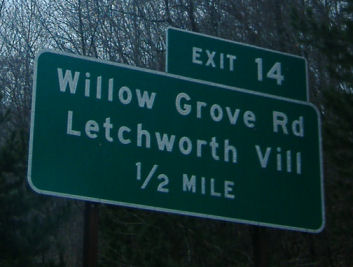 EXIT 14
Willow Grove Rd
Letchworth Vill
1/2 MILE